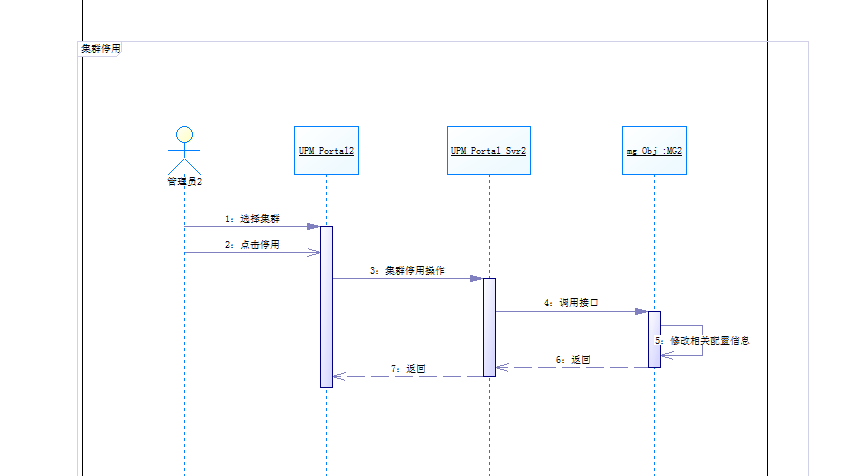 集群停用
UPM Portal2
UPM Portal Svr2
mg Obj :MG2
管理员2
1: 选择集群
2: 点击停用
3: 集群停用操作
4: 调用接口
5: 修改相关配置信息
6: 返回
7: 返回